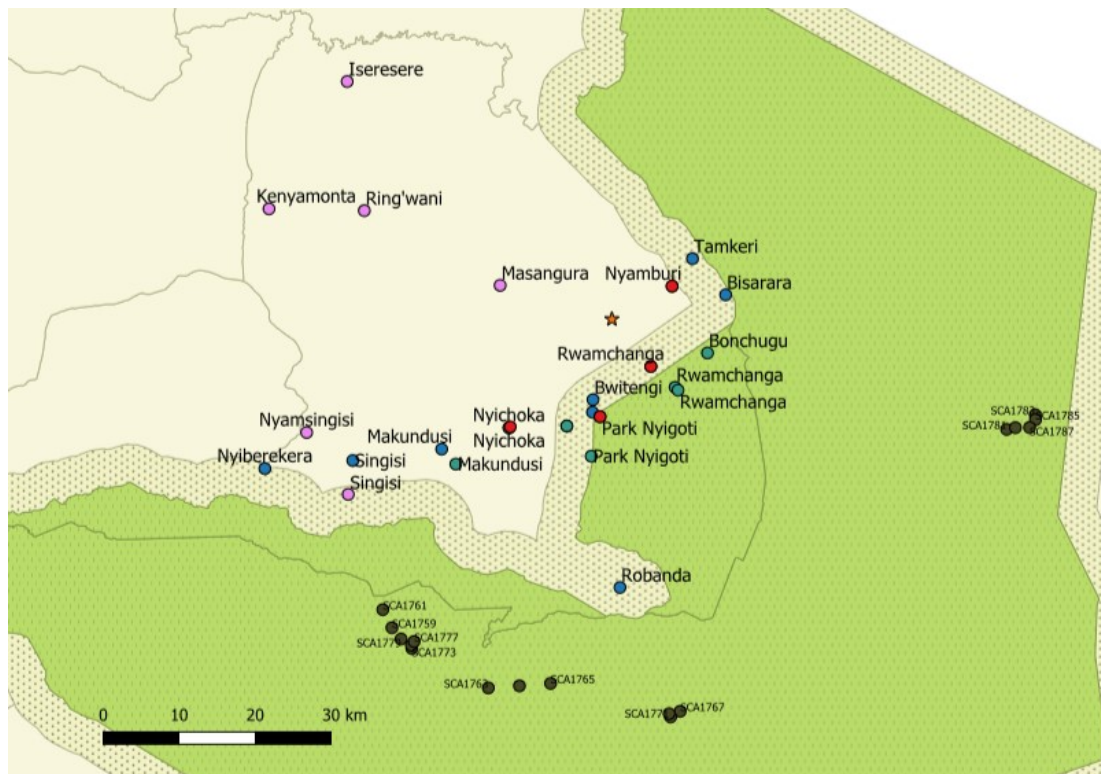 Iseresere
Kenyamonta
Ring'wani
Tamkeri
Masangura
Nyamburi
Bisarara
Bonchugu
Rwamchanga
Rwamchanga
Bwitengi
Rwamchanga
Nyichoka
Nyamsingisi
Park Nyigoti
Makundusi
Nyichoka
Nyiberekera
Singisi
Makundusi
Park Nyigoti
Singisi
SCA1785
SCA1787
Robanda
SCA1761
SCA1759
SCA1777
SCA1773
SCA1765
SCA1767
0 10 20 30 km